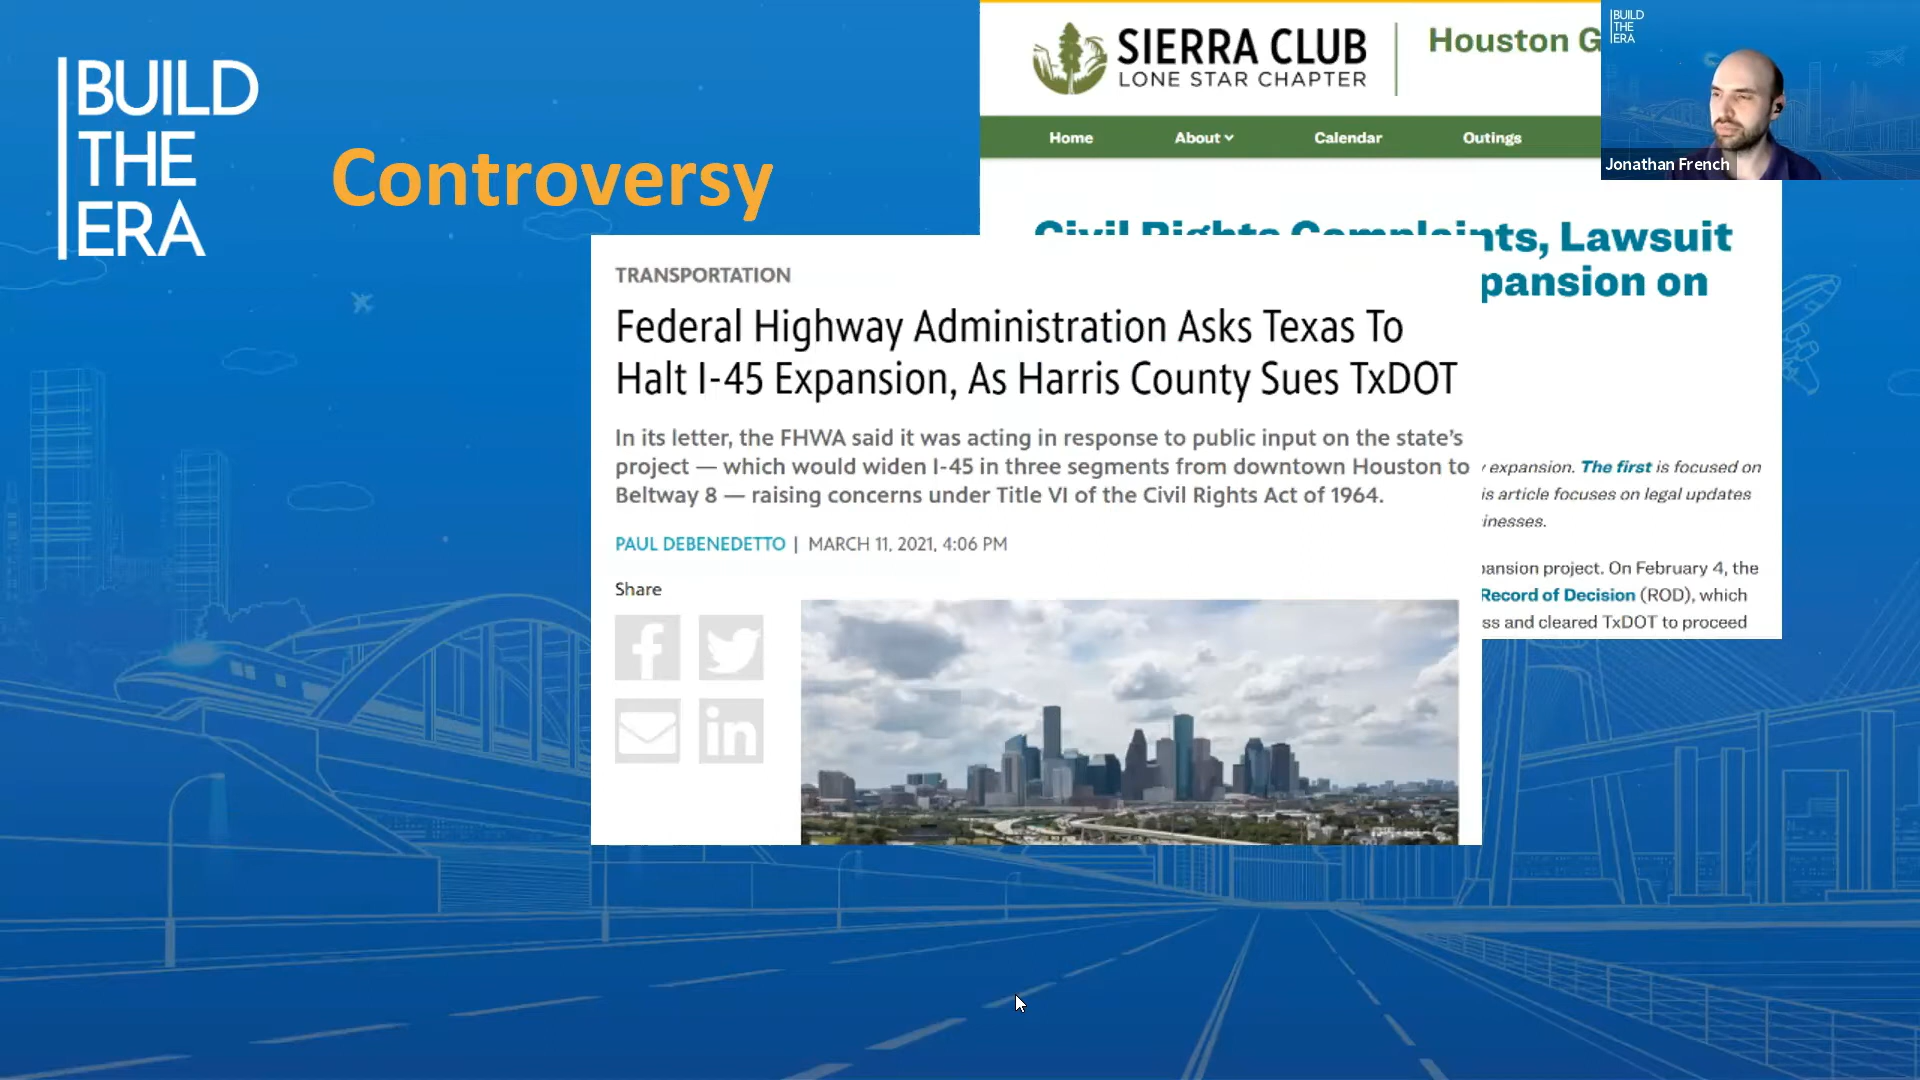 BUILD
THE
ERA
Controversy
SIERRA CLUB
LONE STAR CHAPTER
Houston G
Home
About
Calendar
Outings
BUILD
THE
ERA
Jonathan French
Civil Rights Complaints, Lawsuit
pansion on
TRANSPORTATION
Federal Highway Administration Asks Texas To
Halt I-45 Expansion, As Harris County Sues TxDOT
In its letter, the FHWA said it was acting in response to public input on the state's
project — which would widen I-45 in three segments from downtown Houston to
Beltway 8 — raising concerns under Title VI of the Civil Rights Act of 1964.
PAUL DEBENEDETTO | MARCH 11, 2021, 4:06 PM
Share
expansion. The first is focused on
is article focuses on legal updates
inesses.
pansion project. On February 4, the
Record of Decision (ROD), which
ss and cleared TxDOT to proceed